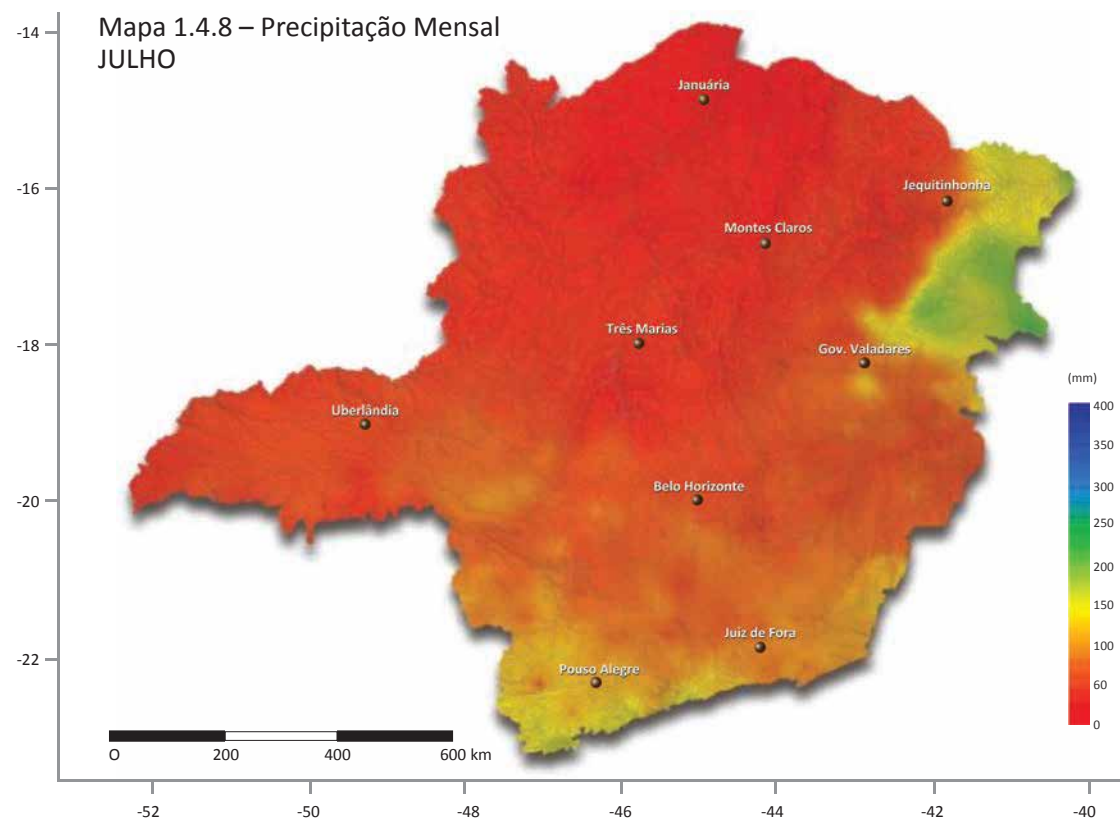 Mapa 1.4.8 – Precipitação Mensal
JULHO
-14
-16
-18
-20
-22
Januária
Jequitinhonha
Montes Claros
Três Marias
Gov. Valadares
Uberlândia
Belo Horizonte
Juiz de Fora
Pouso Alegre
(mm)
400
350
300
250
200
150
100
60
0
O 200 400 600 km
-52 -50 -48 -46 -44 -42 -40